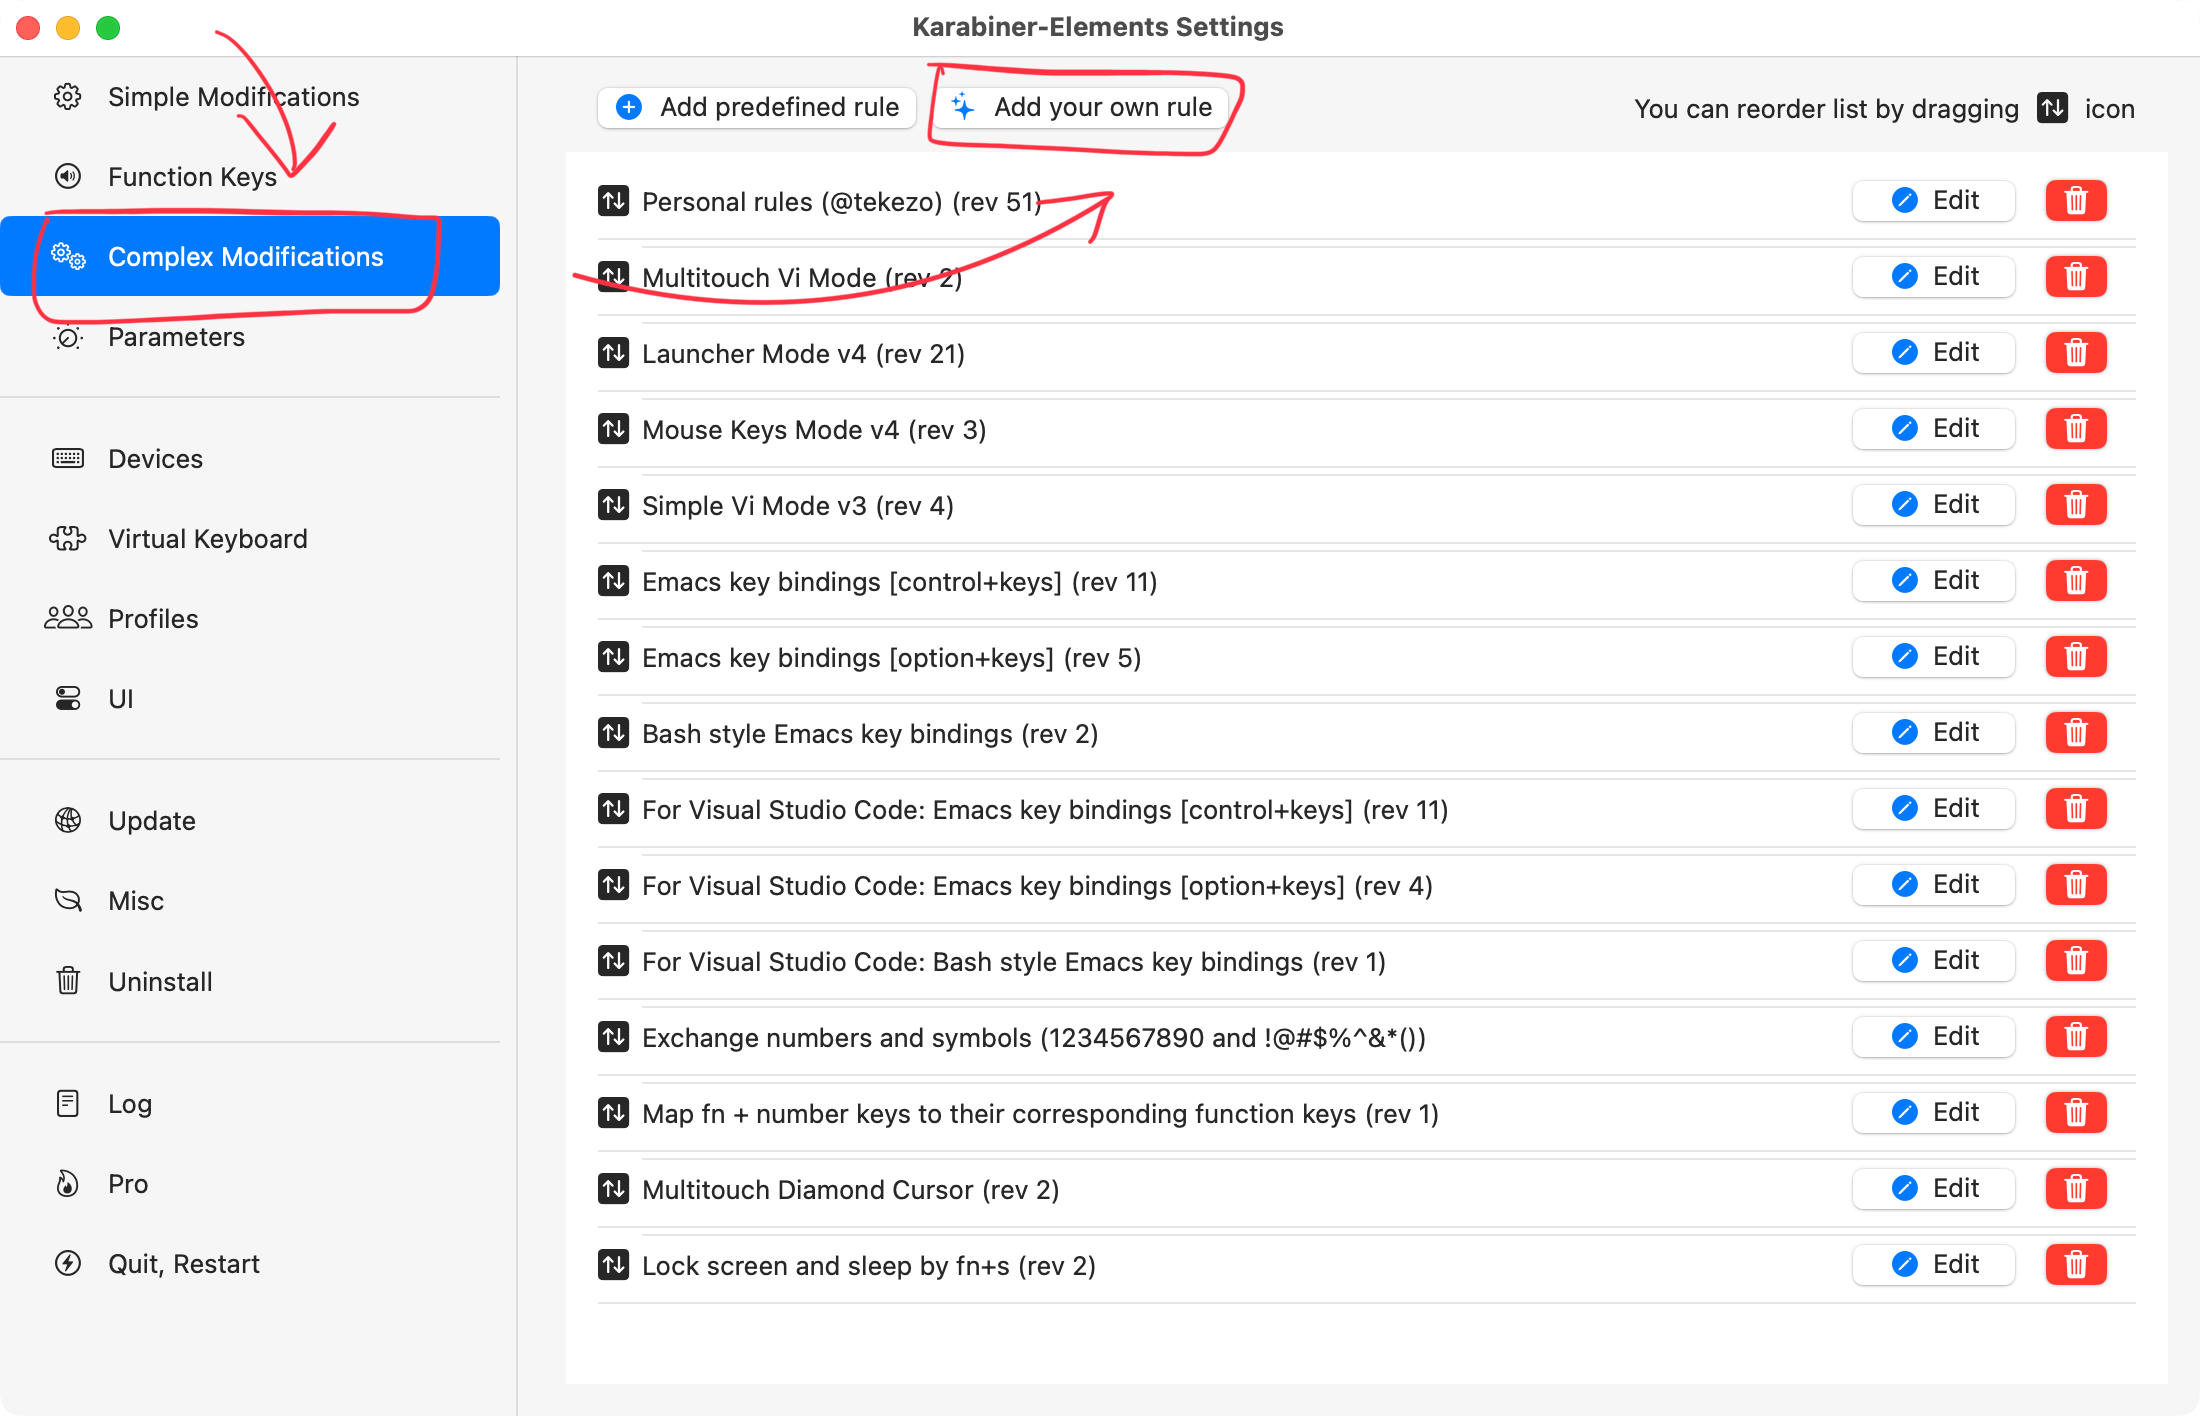 Karabiner-Elements Settings
Simple Modifications
Function Keys
Complex Modifications
Parameters
Devices
Virtual Keyboard
Profiles
UI
Update
Misc
Uninstall
Log
Pro
Quit, Restart
Add predefined rule
Add your own rule
You can reorder list by dragging icon
Personal rules (@tekezo) (rev 51) Edit
Multitouch Vi Mode (rev 2) Edit
Launcher Mode v4 (rev 21) Edit
Mouse Keys Mode v4 (rev 3) Edit
Simple Vi Mode v3 (rev 4) Edit
Emacs key bindings [control+keys] (rev 11) Edit
Emacs key bindings [option+keys] (rev 5) Edit
Bash style Emacs key bindings (rev 2) Edit
For Visual Studio Code: Emacs key bindings [control+keys] (rev 11) Edit
For Visual Studio Code: Emacs key bindings [option+keys] (rev 4) Edit
For Visual Studio Code: Bash style Emacs key bindings (rev 1) Edit
Exchange numbers and symbols (1234567890 and !@#$%^&*()) Edit
Map fn + number keys to their corresponding function keys (rev 1) Edit
Multitouch Diamond Cursor (rev 2) Edit
Lock screen and sleep by fn+s (rev 2) Edit